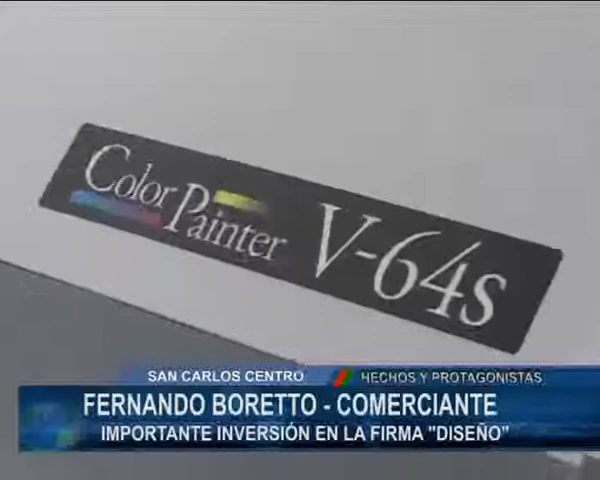 Color Painter V-64s
SAN CARLOS CENTRO
HECHOS Y PROTAGONISTAS
FERNANDO BORETTO - COMERCIANTE
IMPORTANTE INVERSIÓN EN LA FIRMA "DISEÑO"